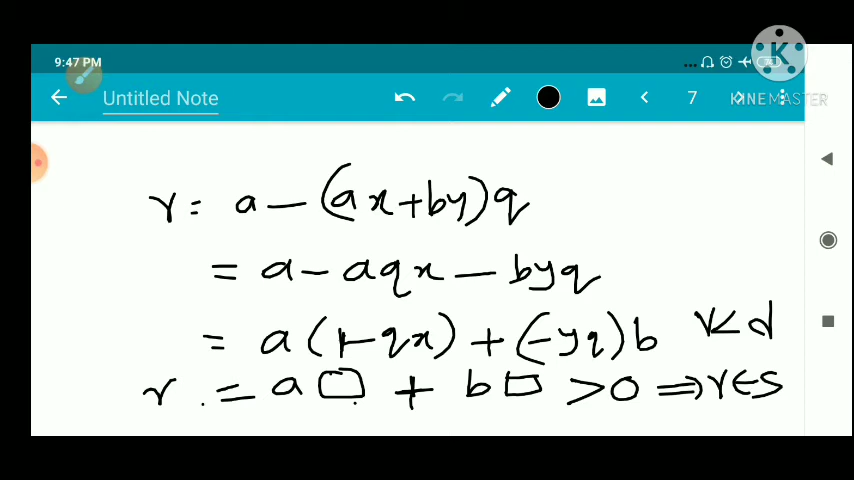 9:47 PM
K
KINEMASTER
Untitled Note
7
r = a - (ax+by)q
= a - aqx - byq
= a (1-qx) + (-yq)b r<d
r = a□ + b□ >0 ⇒ r∈S